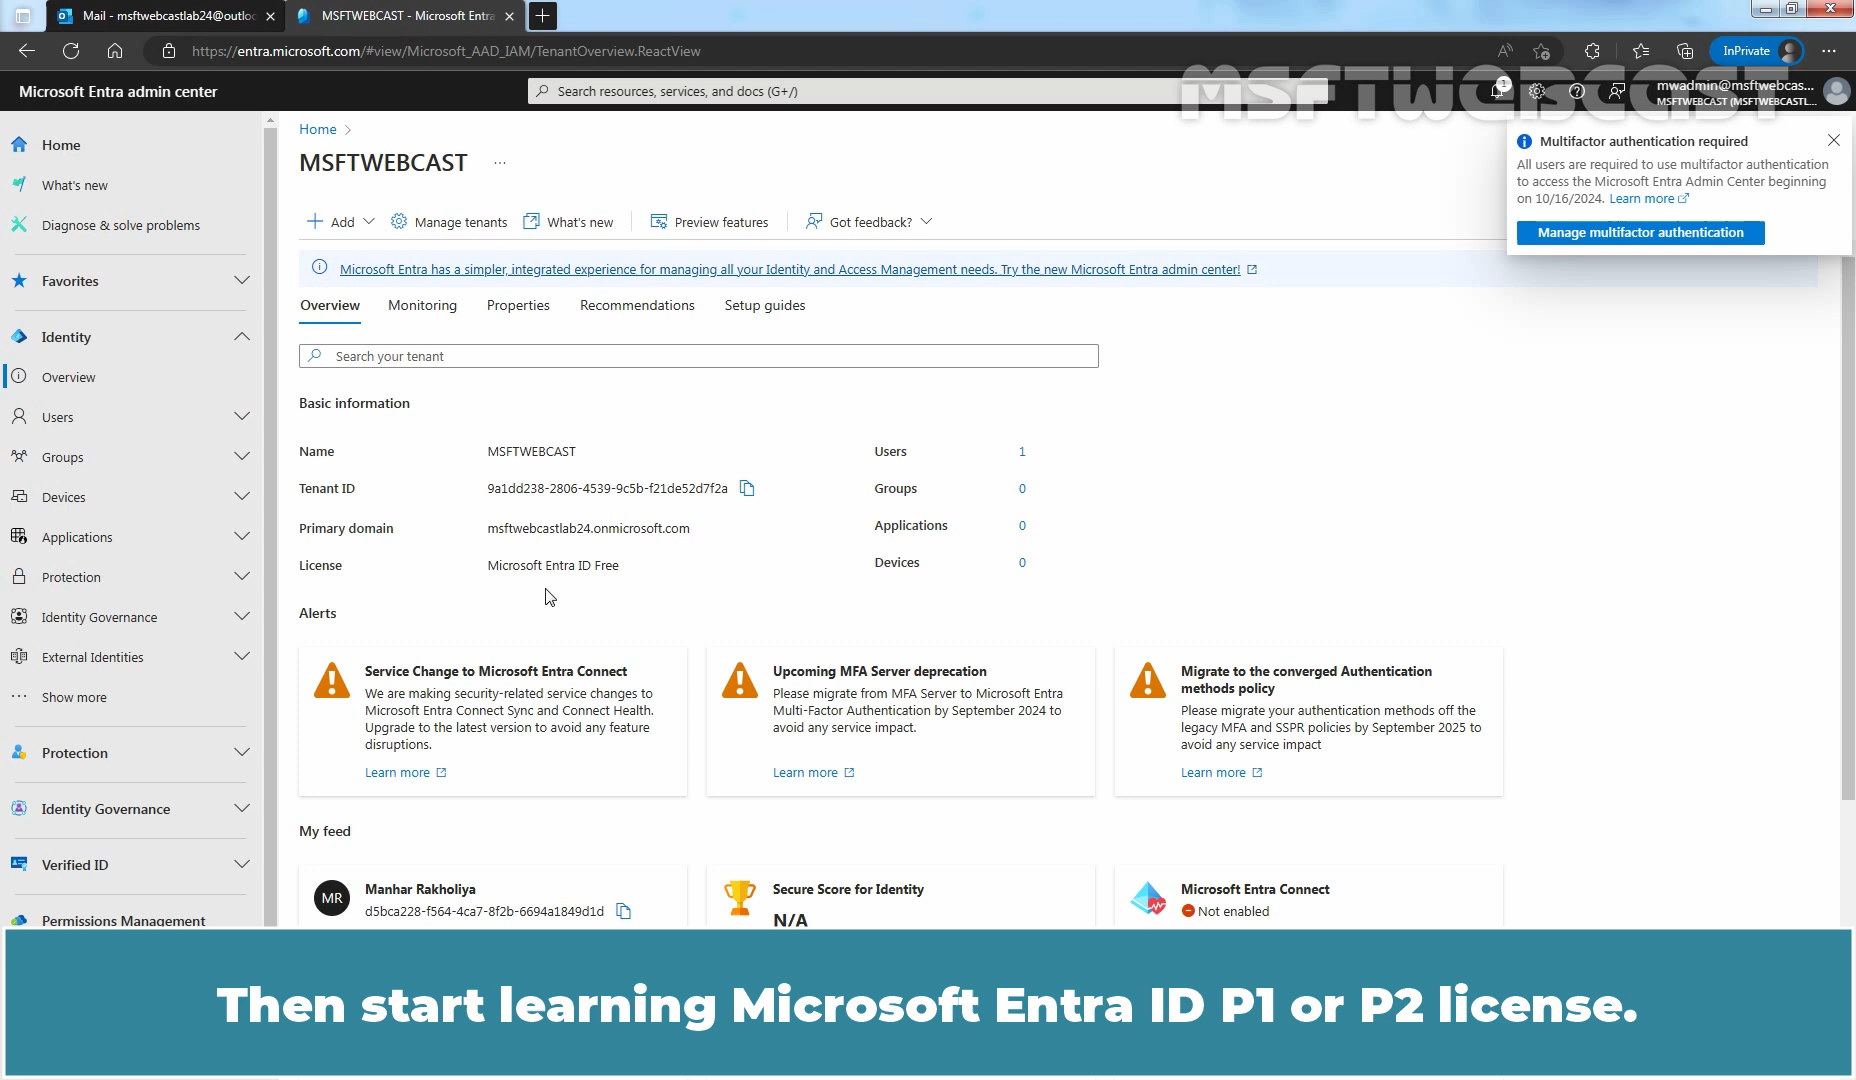 Mail - msftwebcastlab24@outloc
MSFTWEBCAST - Microsoft Entra
https://entra.microsoft.com/#view/Microsoft_AAD_IAM/TenantOverview.ReactView
InPrivate
MSFTWEBCAST
Microsoft Entra admin center
Search resources, services, and docs (G+/)
1
mwadmin@msftwebcas...
MSFTWEBCAST (MSFTWEBCASTL...
Home
What's new
Diagnose & solve problems
Favorites
Identity
Overview
Users
Groups
Devices
Applications
Protection
Identity Governance
External Identities
Show more
Protection
Identity Governance
Verified ID
Permissions Management
Home
MSFTWEBCAST
Add
Manage tenants
What's new
Preview features
Got feedback?
Multifactor authentication required
All users are required to use multifactor authentication
to access the Microsoft Entra Admin Center beginning
on 10/16/2024. Learn more
Manage multifactor authentication
Microsoft Entra has a simpler, integrated experience for managing all your Identity and Access Management needs. Try the new Microsoft Entra admin center!
Overview
Monitoring
Properties
Recommendations
Setup guides
Search your tenant
Basic information
Name
MSFTWEBCAST
Users
1
Tenant ID
9a1dd238-2806-4539-9c5b-f21de52d7f2a
Groups
0
Primary domain
msftwebcastlab24.onmicrosoft.com
Applications
0
License
Microsoft Entra ID Free
Devices
0
Alerts
Service Change to Microsoft Entra Connect
We are making security-related service changes to
Microsoft Entra Connect Sync and Connect Health.
Upgrade to the latest version to avoid any feature
disruptions.
Learn more
Upcoming MFA Server deprecation
Please migrate from MFA Server to Microsoft Entra
Multi-Factor Authentication by September 2024 to
avoid any service impact.
Learn more
Migrate to the converged Authentication
methods policy
Please migrate your authentication methods off the
legacy MFA and SSPR policies by September 2025 to
avoid any service impact
Learn more
My feed
MR
Manhar Rakholiya
d5bca228-f564-4ca7-8f2b-6694a1849d1d
Secure Score for Identity
N/A
Microsoft Entra Connect
Not enabled
Then start learning Microsoft Entra ID P1 or P2 license.